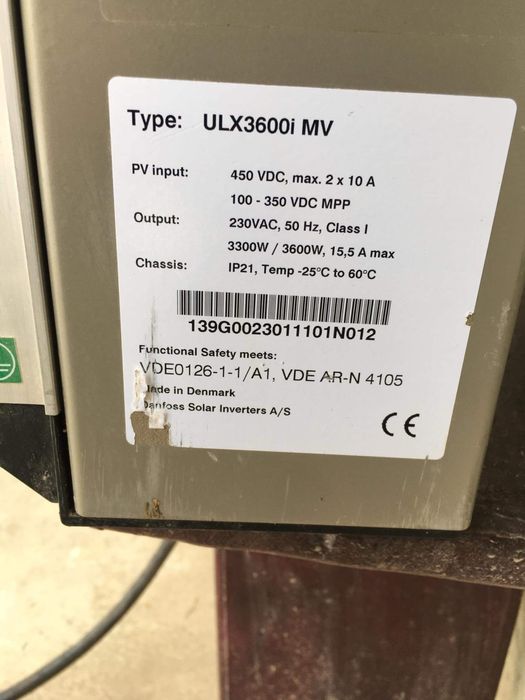 Type: ULX3600i MV
PV input: 450 VDC, max. 2 x 10 A
100 - 350 VDC MPP
Output: 230VAC, 50 Hz, Class I
3300W / 3600W, 15,5 A max
Chassis: IP21, Temp -25°C to 60°C
139G0023011101N012
Functional Safety meets:
VDE0126-1-1/A1, VDE AR-N 4105
Made in Denmark
Danfoss Solar Inverters A/S
CE